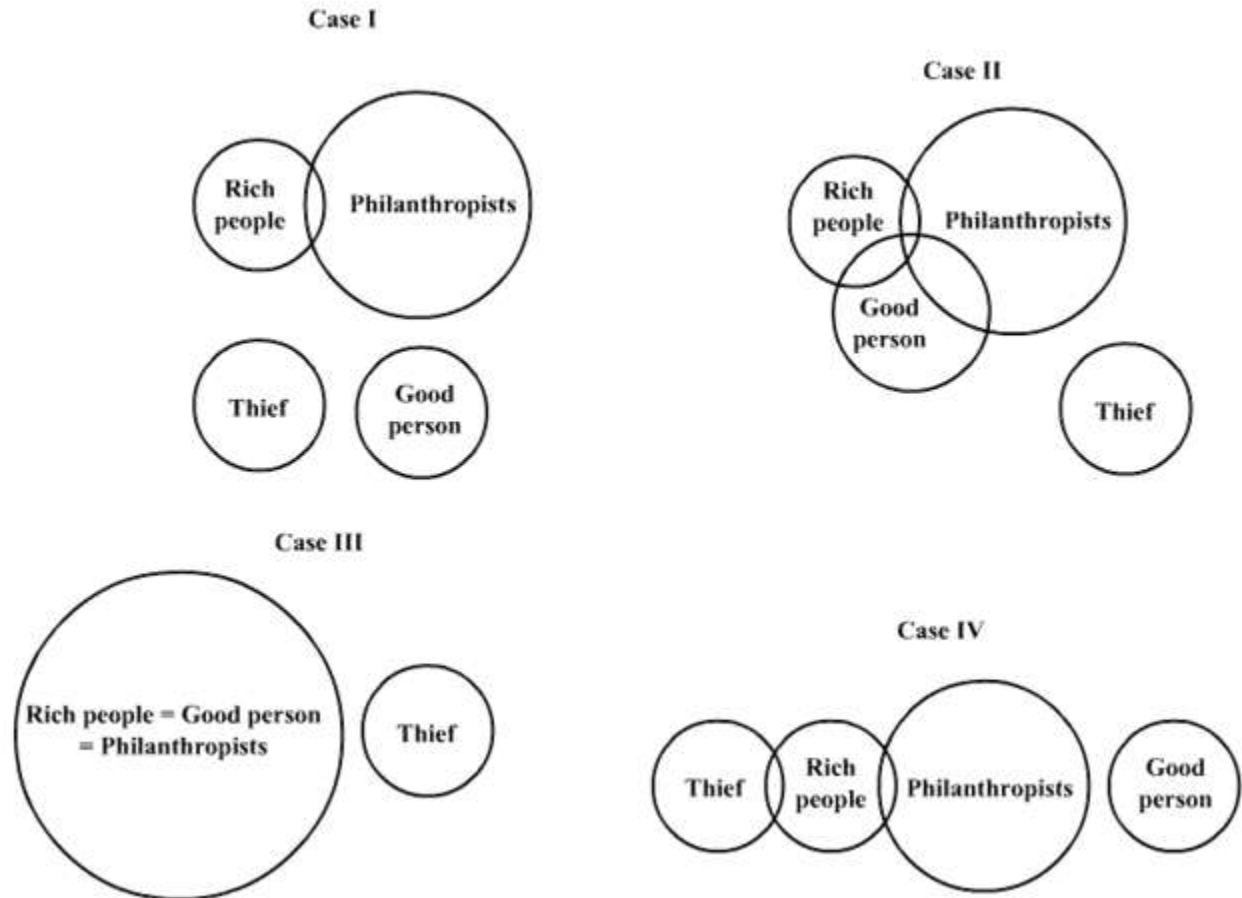 Case I
Rich
people
Philanthropists
Thief
Good
person
Case II
Rich
people
Philanthropists
Good
person
Thief
Case III
Rich people = Good person
= Philanthropists
Thief
Case IV
Thief
Rich
people
Philanthropists
Good
person